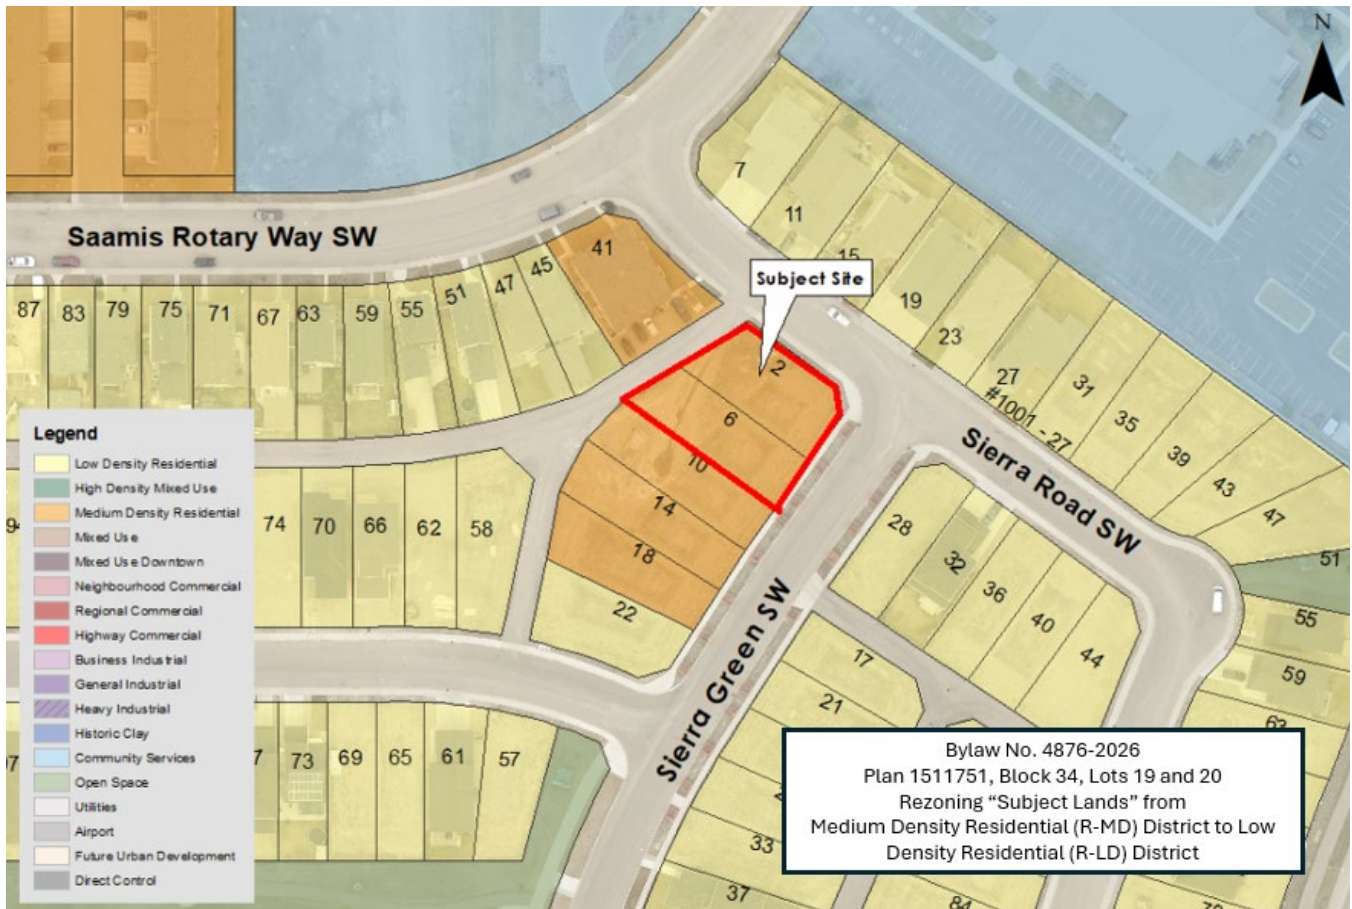 N
7
11
15
Saamis Rotary Way SW
41
45
47
51
55
59
63
67
71
75
79
83
87
Subject Site
19
23
27
#1001 - 27
31
35
39
43
47
51
55
59
63
2
6
10
14
18
22
Sierra Road SW
Sierra Green SW
28
32
36
40
44
74
70
66
62
58
17
21
33
37
73
69
65
61
57
84
Legend
Low Density Residential
High Density Mixed Use
Medium Density Residential
Mixed Use
Mixed Use Downtown
Neighbourhood Commercial
Regional Commercial
Highway Commercial
Business Industrial
General Industrial
Heavy Industrial
Historic Clay
Community Services
Open Space
Utilities
Airport
Future Urban Development
Direct Control
Bylaw No. 4876-2026
Plan 1511751, Block 34, Lots 19 and 20
Rezoning “Subject Lands” from
Medium Density Residential (R-MD) District to Low
Density Residential (R-LD) District